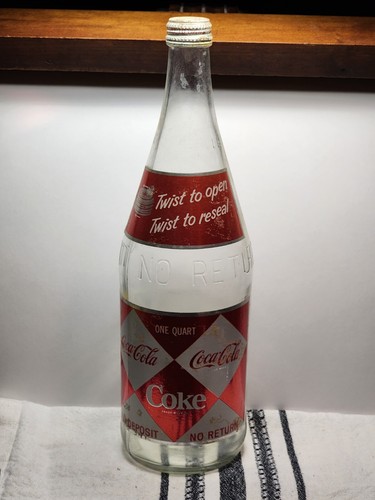 Twist to open
Twist to reseal
NO RETU
ONE QUART
Coca-Cola Coca-Cola
Coke
DEPOSIT NO RETURN